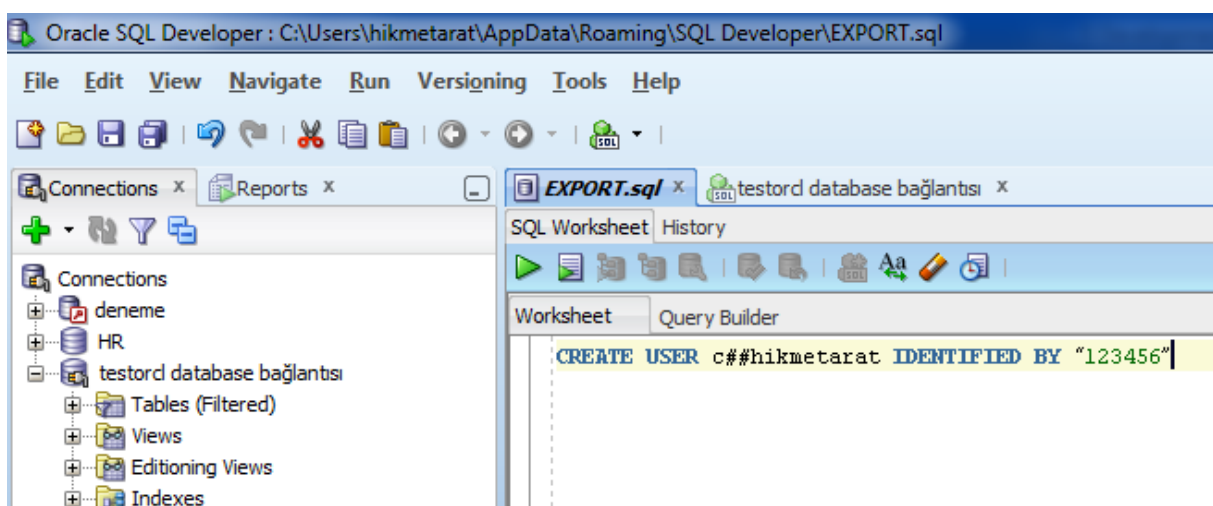 Oracle SQL Developer : C:\Users\hikmetarat\AppData\Roaming\SQL Developer\EXPORT.sql
File Edit View Navigate Run Versioning Tools Help
Connections x Reports x
EXPORT.sql x testorcl database bağlantısı x
SQL Worksheet History
Worksheet Query Builder
Connections
deneme
HR
testorcl database bağlantısı
Tables (Filtered)
Views
Editioning Views
Indexes
CREATE USER c##hikmetarat IDENTIFIED BY “123456”